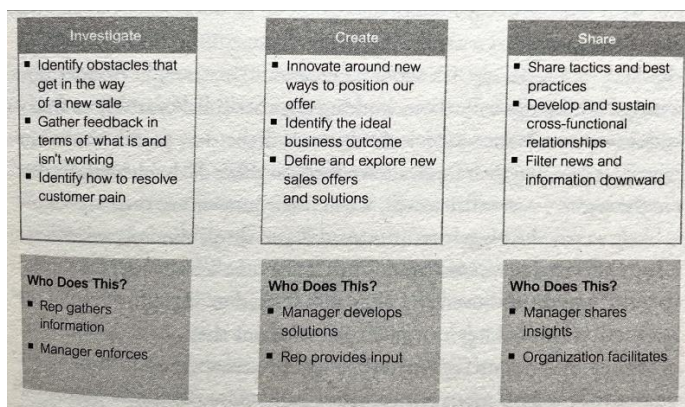 Investigate
▪ Identify obstacles that
get in the way
of a new sale
▪ Gather feedback in
terms of what is and
isn't working
▪ Identify how to resolve
customer pain
Who Does This?
▪ Rep gathers
information
▪ Manager enforces
Create
▪ Innovate around new
ways to position our
offer
▪ Identify the ideal
business outcome
▪ Define and explore new
sales offers
and solutions
Who Does This?
▪ Manager develops
solutions
▪ Rep provides input
Share
▪ Share tactics and best
practices
▪ Develop and sustain
cross-functional
relationships
▪ Filter news and
information downward
Who Does This?
▪ Manager shares
insights
▪ Organization facilitates